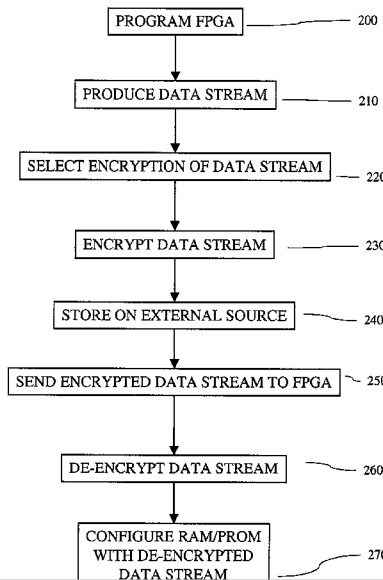 PROGRAM FPGA
200
PRODUCE DATA STREAM
210
SELECT ENCRYPTION OF DATA STREAM
220
ENCRYPT DATA STREAM
230
STORE ON EXTERNAL SOURCE
240
SEND ENCRYPTED DATA STREAM TO FPGA
250
DE-ENCRYPT DATA STREAM
260
CONFIGURE RAM/PROM
WITH DE-ENCRYPTED
DATA STREAM
270